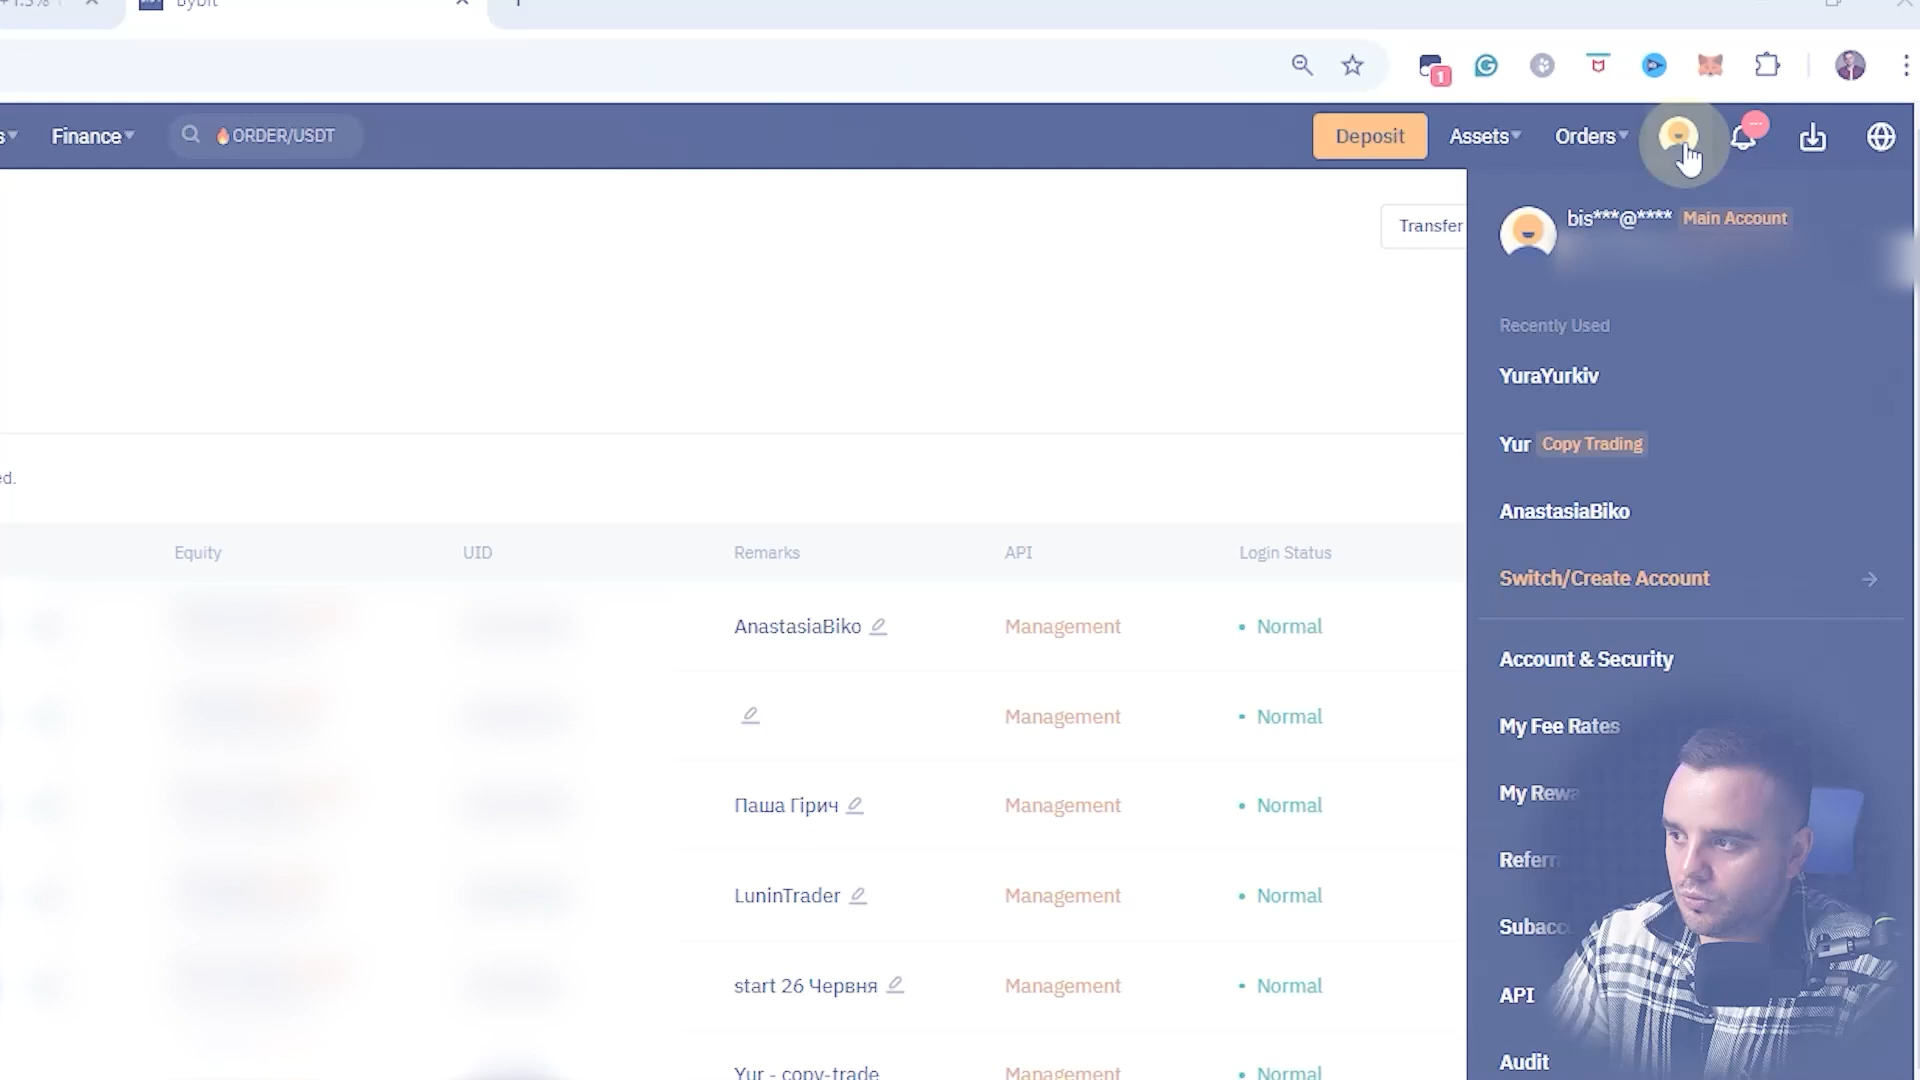 Bybit
1
Finance
ORDER/USDT
Deposit
Assets
Orders
Transfer
bis***@**** Main Account
Recently Used
YuraYurkiv
Yur Copy Trading
AnastasiaBiko
Switch/Create Account
Account & Security
My Fee Rates
My Rewa
Referr
Subacc
API
Audit
ed.
Equity UID Remarks API Login Status
AnastasiaBiko Management Normal
Management Normal
Паша Гірич Management Normal
LuninTrader Management Normal
start 26 Червня Management Normal
Yur - copy-trade Management Normal